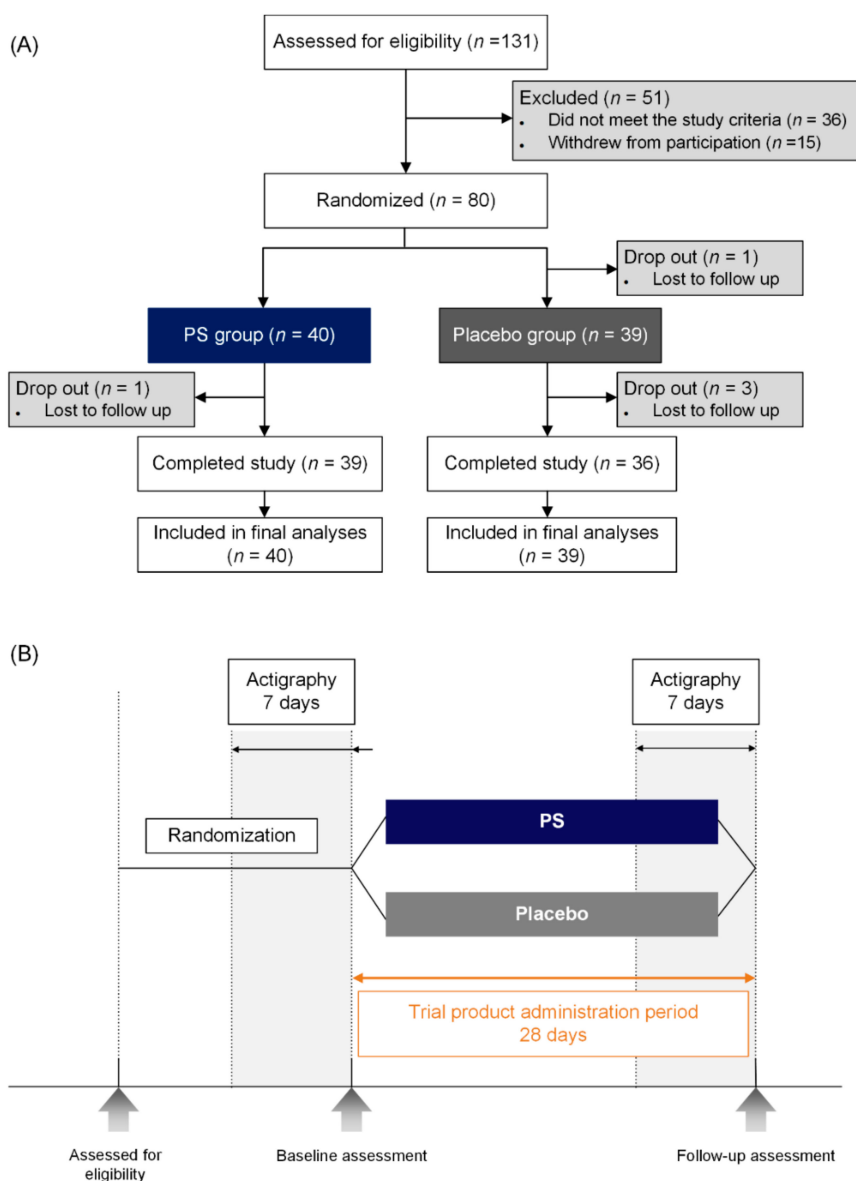 (A)
Assessed for eligibility (n =131)
Excluded (n = 51)
• Did not meet the study criteria (n = 36)
• Withdrew from participation (n =15)
Randomized (n = 80)
Drop out (n = 1)
• Lost to follow up
PS group (n = 40)
Placebo group (n = 39)
Drop out (n = 1)
• Lost to follow up
Drop out (n = 3)
• Lost to follow up
Completed study (n = 39)
Completed study (n = 36)
Included in final analyses
(n = 40)
Included in final analyses
(n = 39)
(B)
Actigraphy
7 days
Actigraphy
7 days
Randomization
PS
Placebo
Trial product administration period
28 days
Assessed for
eligibility
Baseline assessment
Follow-up assessment